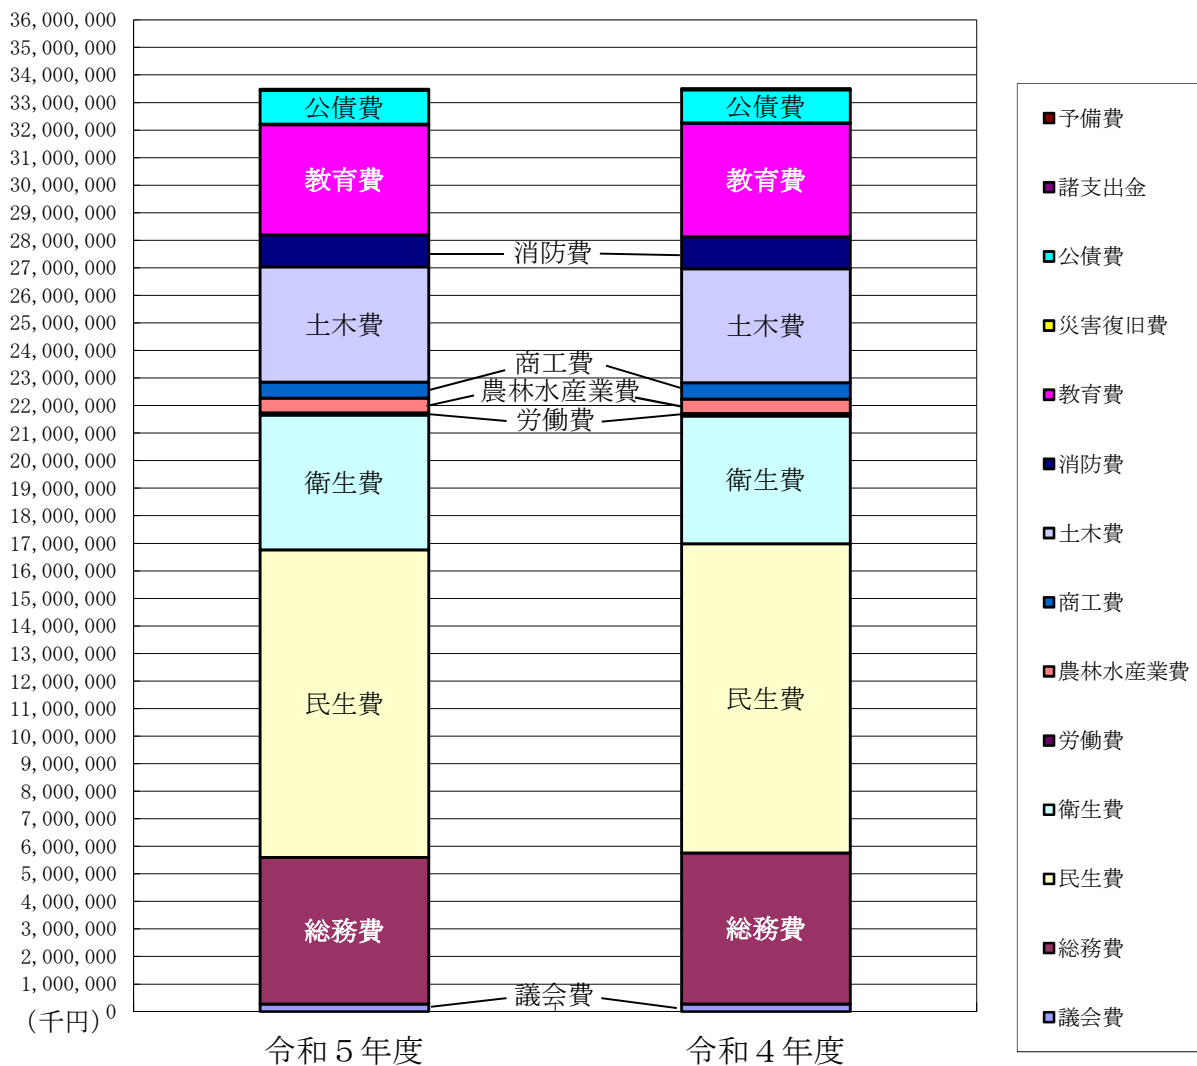 36,000,000
35,000,000
34,000,000
33,000,000
32,000,000
31,000,000
30,000,000
29,000,000
28,000,000
27,000,000
26,000,000
25,000,000
24,000,000
23,000,000
22,000,000
21,000,000
20,000,000
19,000,000
18,000,000
17,000,000
16,000,000
15,000,000
14,000,000
13,000,000
12,000,000
11,000,000
10,000,000
9,000,000
8,000,000
7,000,000
6,000,000
5,000,000
4,000,000
3,000,000
2,000,000
1,000,000
0
(千円)
公債費
教育費
土木費
衛生費
民生費
総務費
令和5年度
消防費
商工費
農林水産業費
労働費
議会費
公債費
教育費
土木費
衛生費
民生費
総務費
令和4年度
予備費
諸支出金
公債費
災害復旧費
教育費
消防費
土木費
商工費
農林水産業費
労働費
衛生費
民生費
総務費
議会費